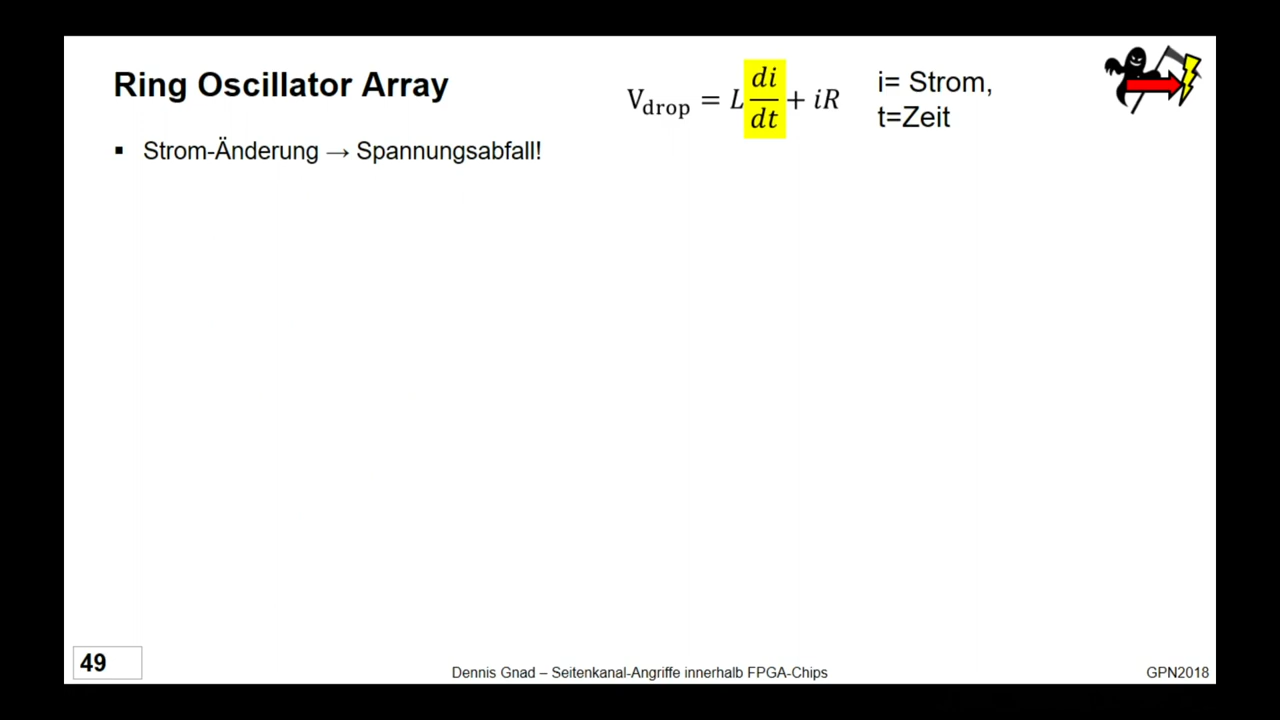 Ring Oscillator Array
V_drop = L di/dt + iR
i= Strom,
t=Zeit
▪ Strom-Änderung → Spannungsabfall!
49
Dennis Gnad – Seitenkanal-Angriffe innerhalb FPGA-Chips
GPN2018